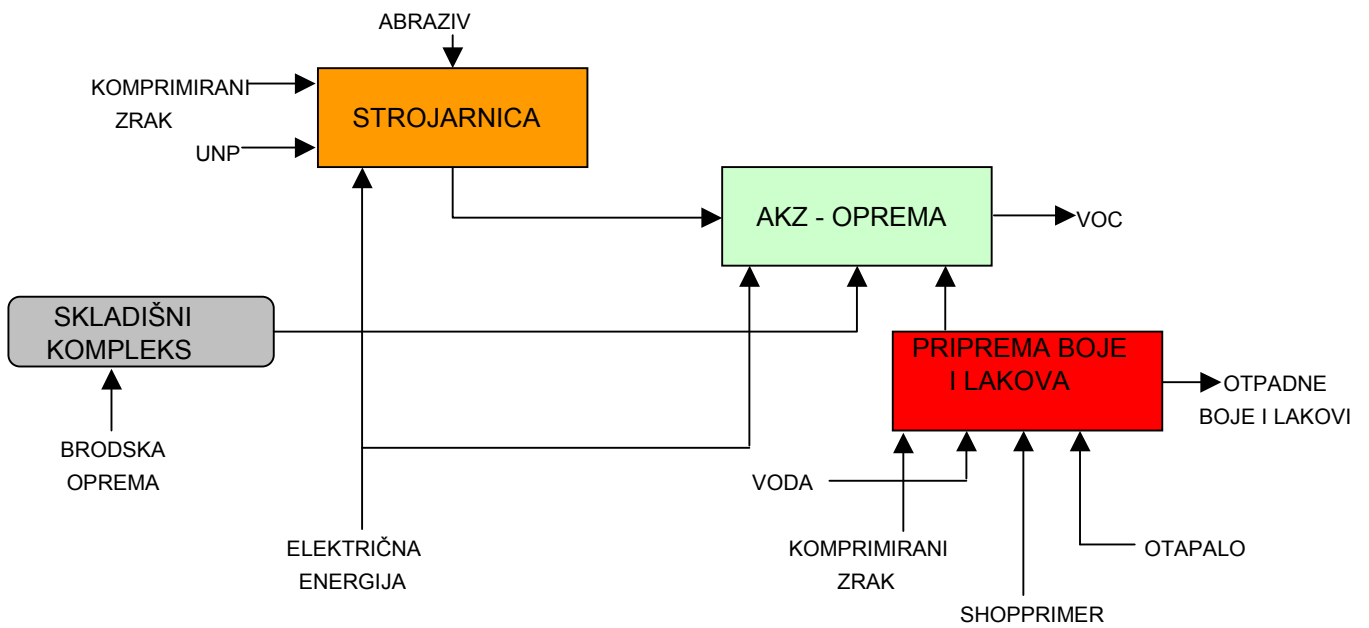 ABRAZIV
KOMPRIMIRANI
ZRAK
STROJARNICA
UNP
AKZ - OPREMA
VOC
SKLADIŠNI
KOMPLEKS
PRIPREMA BOJE
I LAKOVA
OTPADNE
BOJE I LAKOVI
BRODSKA
OPREMA
VODA
ELEKTRIČNA
ENERGIJA
KOMPRIMIRANI
ZRAK
OTAPALO
SHOPPRIMER